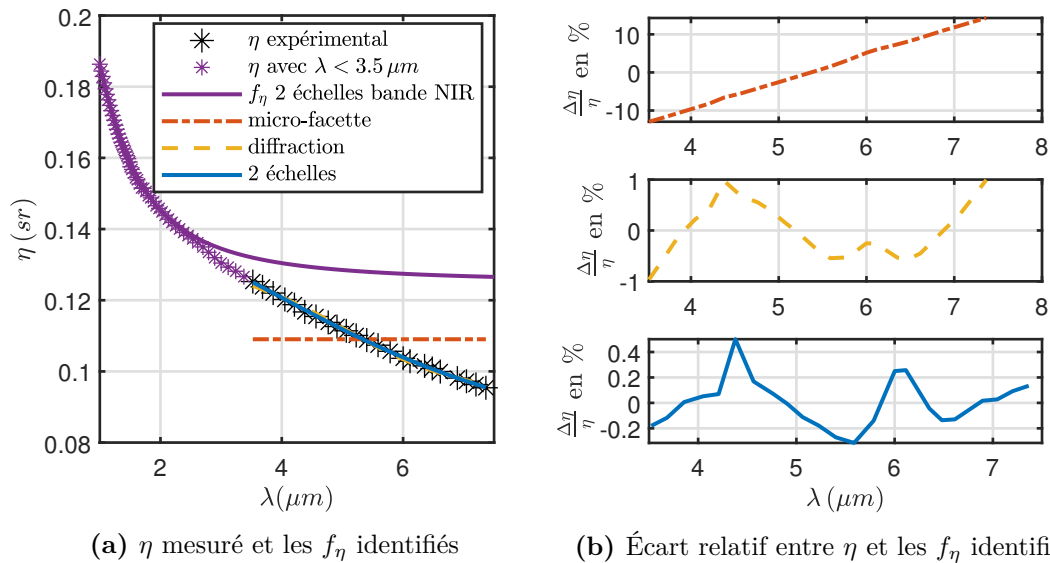 0.2
0.18
0.16
0.14
0.12
0.1
0.08
η (sr)
2
4
6
λ(μm)
η expérimental
η avec λ < 3.5 μm
f_η 2 échelles bande NIR
micro-facette
diffraction
2 échelles
(a) η mesuré et les f_η identifiés
Δη/η en %
10
0
-10
4
5
6
7
8
Δη/η en %
1
0
-1
4
5
6
7
8
Δη/η en %
0.4
0.2
0
-0.2
4
5
6
7
λ (μm)
(b) Écart relatif entre η et les f_η identifi